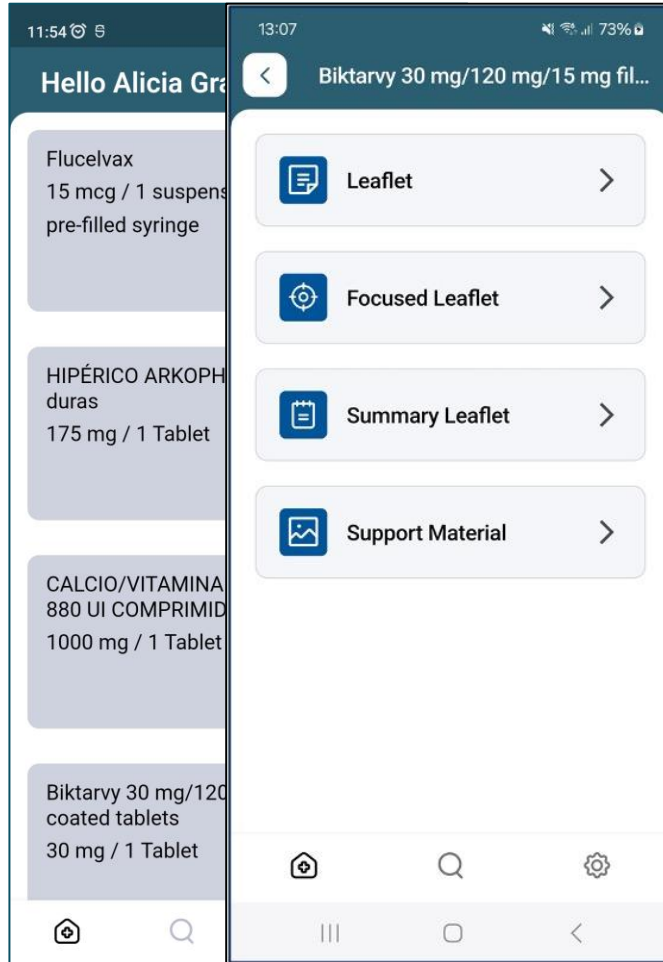 11:54
Hello Alicia Gra
Flucelvax
15 mcg / 1 suspens
pre-filled syringe
HIPÉRICO ARKOPH
duras
175 mg / 1 Tablet
CALCIO/VITAMINA
880 UI COMPRIMID
1000 mg / 1 Tablet
Biktarvy 30 mg/120
coated tablets
30 mg / 1 Tablet
13:07
73%
Biktarvy 30 mg/120 mg/15 mg fil...
Leaflet
Focused Leaflet
Summary Leaflet
Support Material